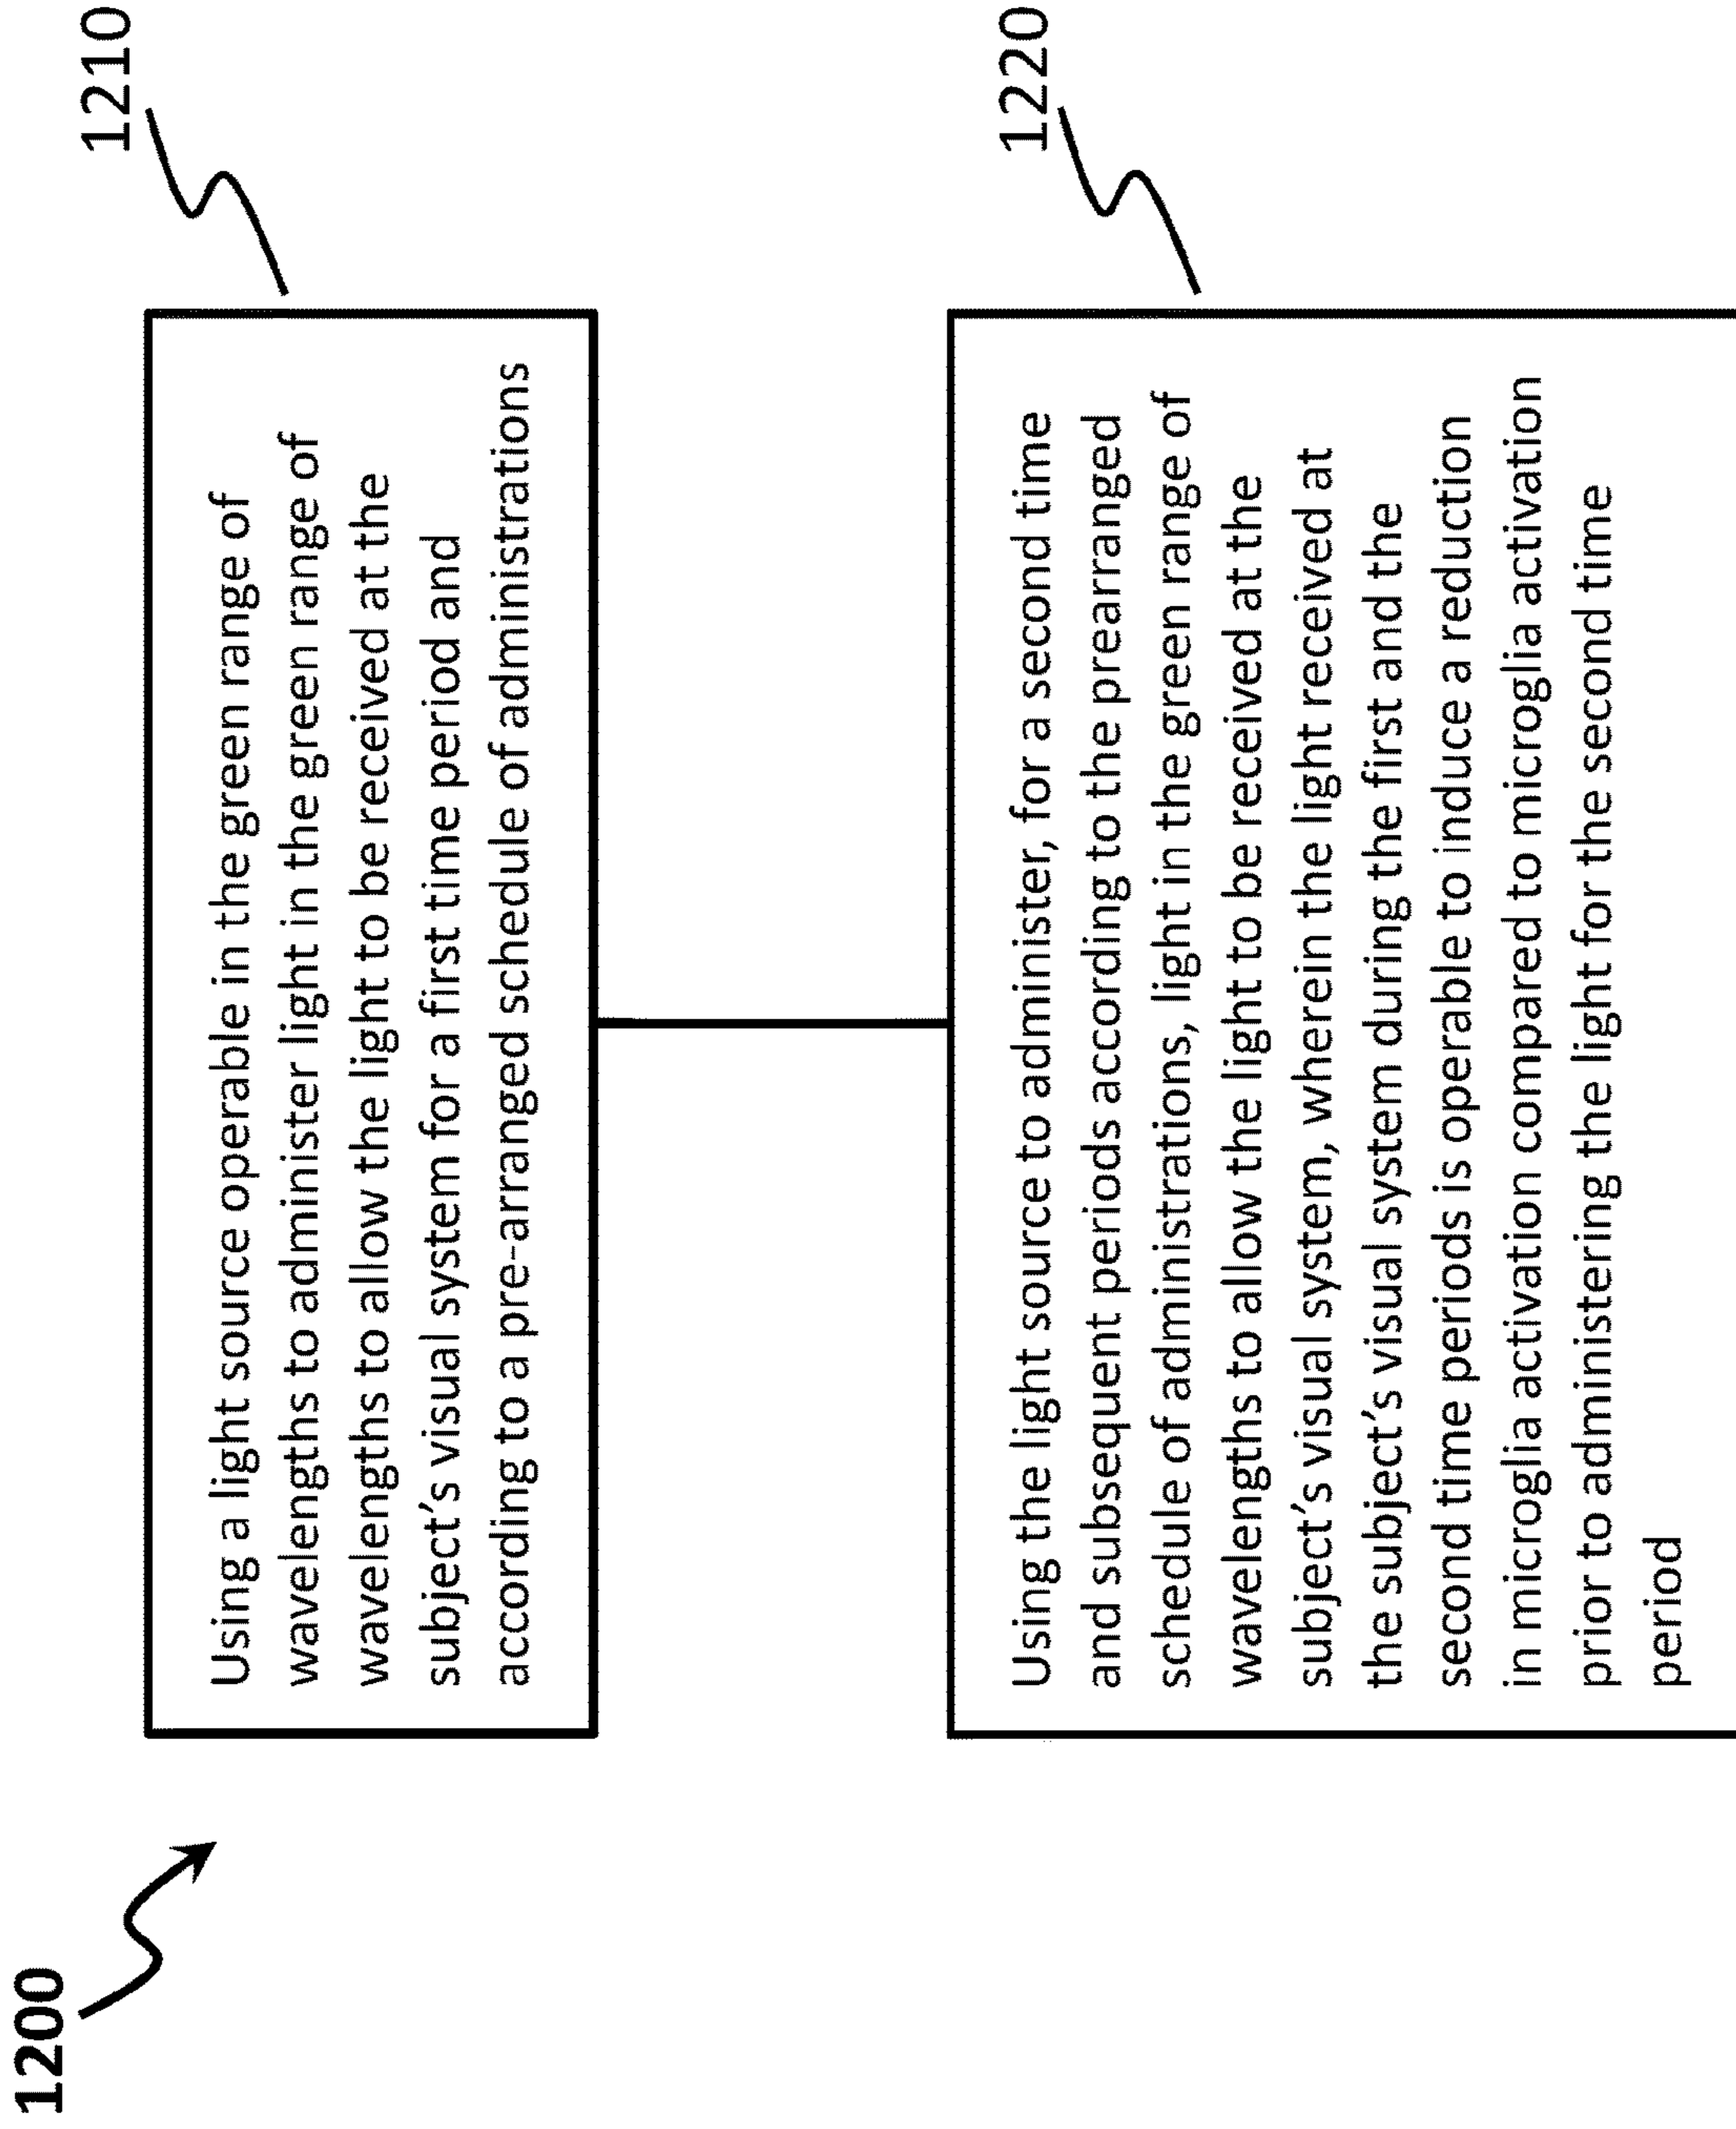 1200
1210
Using a light source operable in the green range of
wavelengths to administer light in the green range of
wavelengths to allow the light to be received at the
subject's visual system for a first time period and
according to a pre-arranged schedule of administrations
1220
Using the light source to administer, for a second time
and subsequent periods according to the prearranged
schedule of administrations, light in the green range of
wavelengths to allow the light to be received at the
subject's visual system, wherein the light received at
the subject's visual system during the first and the
second time periods is operable to induce a reduction
in microglia activation compared to microglia activation
prior to administering the light for the second time
period